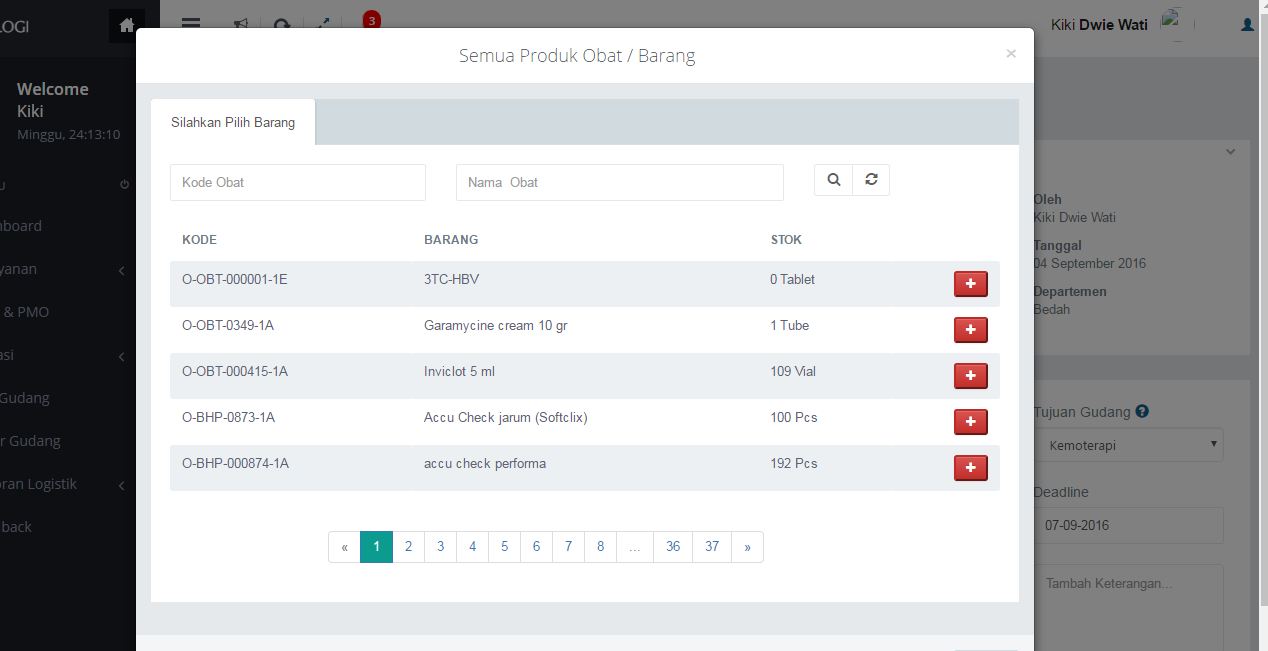 LOGI
3
Kiki Dwie Wati
Welcome
Kiki
Minggu, 24:13:10
& PMO
Gudang
Gudang
Logistik
back
Semua Produk Obat / Barang
×
Silahkan Pilih Barang
Kode Obat
Nama Obat
KODE BARANG STOK
O-OBT-000001-1E 3TC-HBV 0 Tablet
O-OBT-0349-1A Garamycine cream 10 gr 1 Tube
O-OBT-000415-1A Inviclot 5 ml 109 Vial
O-BHP-0873-1A Accu Check jarum (Softclix) 100 Pcs
O-BHP-000874-1A accu check performa 192 Pcs
« 1 2 3 4 5 6 7 8 ... 36 37 »
Oleh
Kiki Dwie Wati
Tanggal
04 September 2016
Departemen
Bedah
Tujuan Gudang
Kemoterapi
Deadline
07-09-2016
Tambah Keterangan...